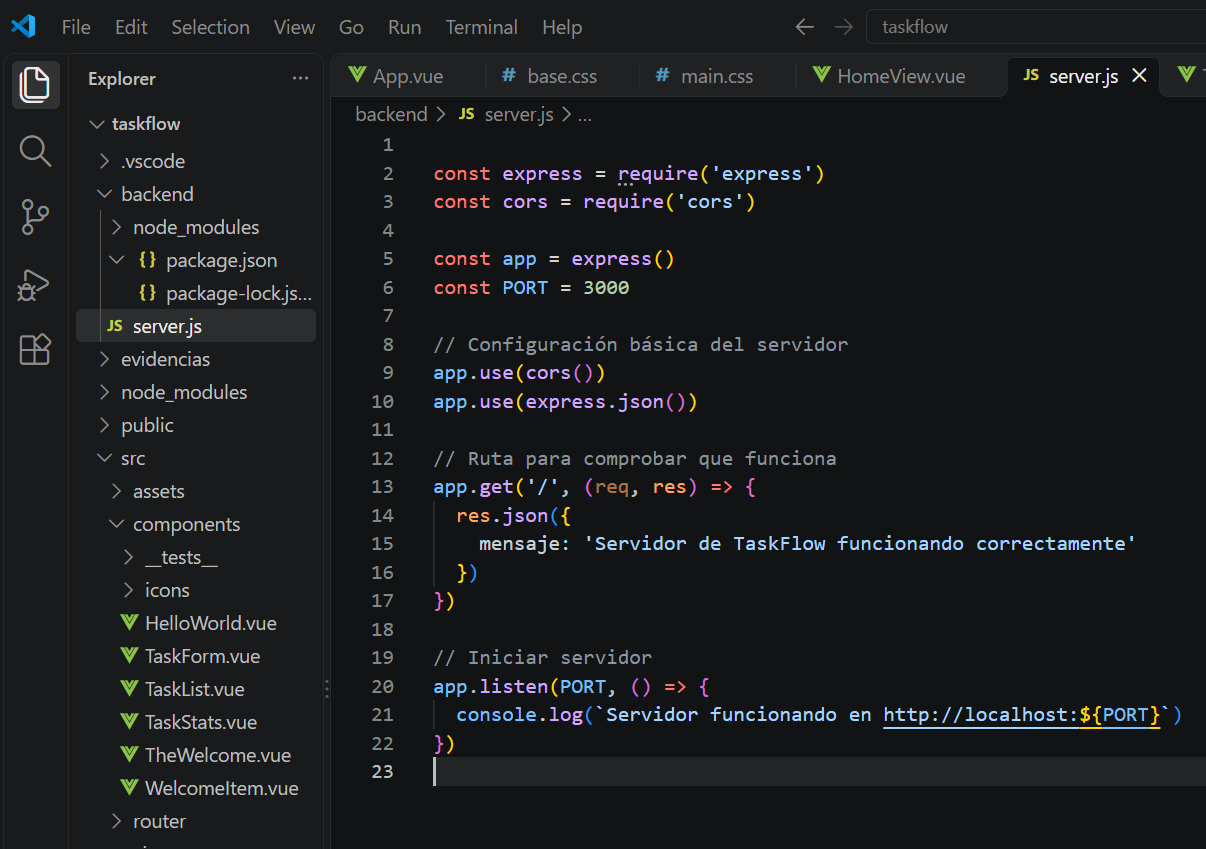 File Edit Selection View Go Run Terminal Help taskflow
Explorer ...
App.vue # base.css # main.css HomeView.vue JS server.js
backend > JS server.js > ...
taskflow
.vscode
backend
node_modules
{} package.json
{} package-lock.js...
JS server.js
evidencias
node_modules
public
src
assets
components
__tests__
icons
HelloWorld.vue
TaskForm.vue
TaskList.vue
TaskStats.vue
TheWelcome.vue
WelcomeItem.vue
router
1
2 const express = require('express')
3 const cors = require('cors')
4
5 const app = express()
6 const PORT = 3000
7
8 // Configuración básica del servidor
9 app.use(cors())
10 app.use(express.json())
11
12 // Ruta para comprobar que funciona
13 app.get('/', (req, res) => {
14 res.json({
15 mensaje: 'Servidor de TaskFlow funcionando correctamente'
16 })
17 })
18
19 // Iniciar servidor
20 app.listen(PORT, () => {
21 console.log(`Servidor funcionando en http://localhost:${PORT}`)
22 })
23